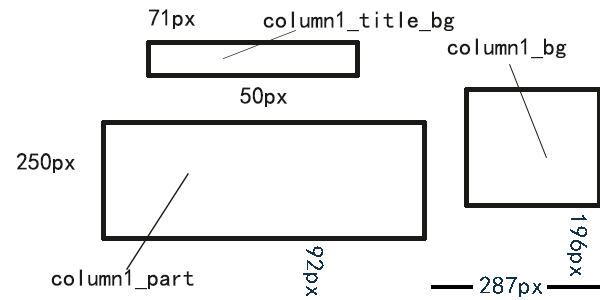 71px
column1_title_bg
column1_bg
50px
250px
column1_part
92px
196px
287px